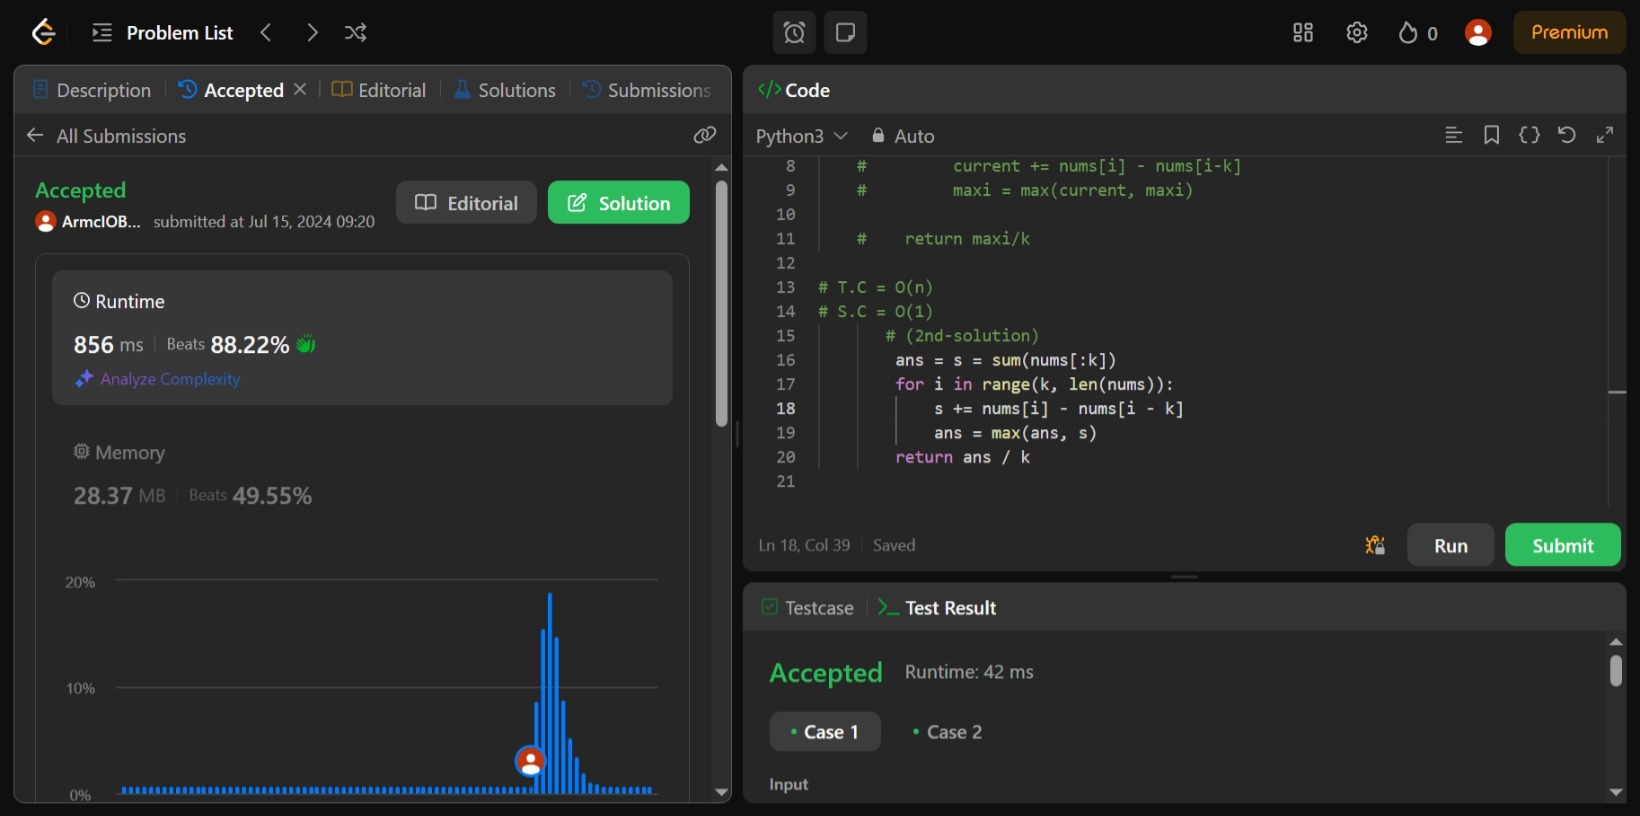 Problem List
0
Premium
Description
Accepted
Editorial
Solutions
Submissions
All Submissions
Accepted
ArmclOB... submitted at Jul 15, 2024 09:20
Editorial
Solution
Runtime
856 ms | Beats 88.22%
Analyze Complexity
Memory
28.37 MB | Beats 49.55%
20%
10%
0%
</> Code
Python3
Auto
8 # current += nums[i] - nums[i-k]
9 # maxi = max(current, maxi)
10
11 # return maxi/k
12
13 # T.C = O(n)
14 # S.C = O(1)
15 # (2nd-solution)
16 ans = s = sum(nums[:k])
17 for i in range(k, len(nums)):
18 s += nums[i] - nums[i - k]
19 ans = max(ans, s)
20 return ans / k
21
Ln 18, Col 39 | Saved
Run
Submit
Testcase
Test Result
Accepted Runtime: 42 ms
• Case 1
• Case 2
Input